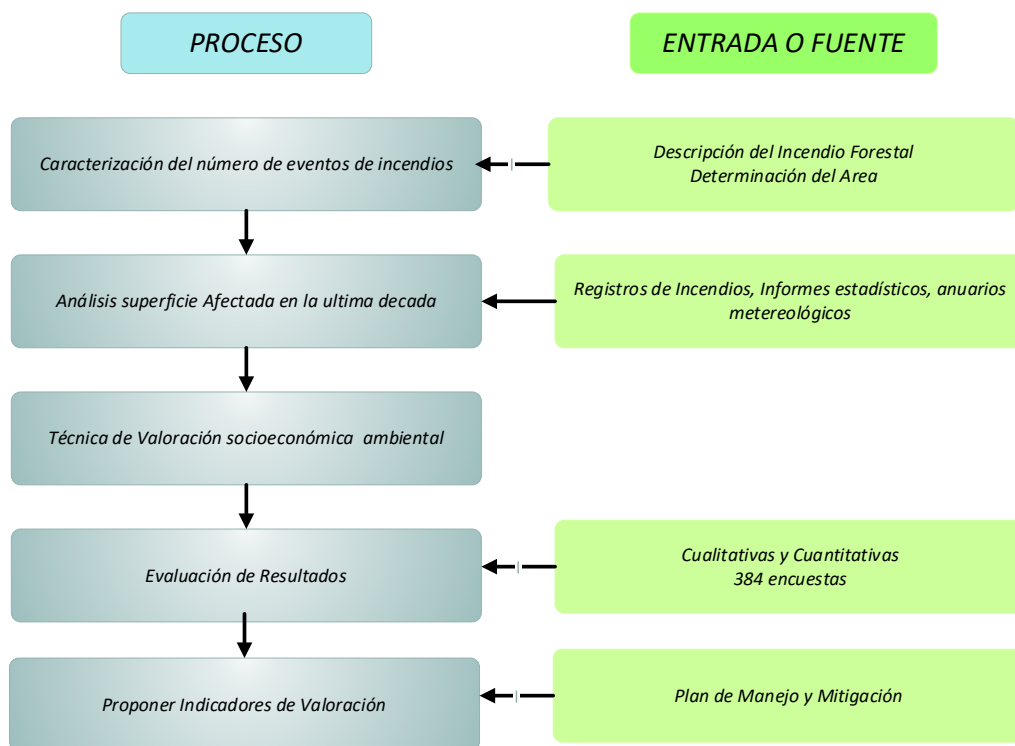 PROCESO
ENTRADA O FUENTE
Caracterización del número de eventos de incendios
Descripción del Incendio Forestal
Determinación del Area
Análisis superficie Afectada en la ultima decada
Registros de Incendios, Informes estadísticos, anuarios
metereológicos
Técnica de Valoración socioeconómica ambiental
Evaluación de Resultados
Cualitativas y Cuantitativas
384 encuestas
Proponer Indicadores de Valoración
Plan de Manejo y Mitigación